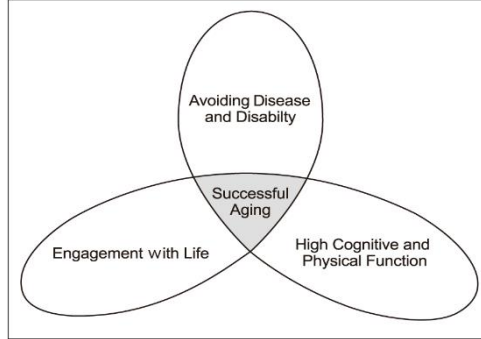 Avoiding Disease
and Disabilty
Successful
Aging
Engagement with Life
High Cognitive and
Physical Function